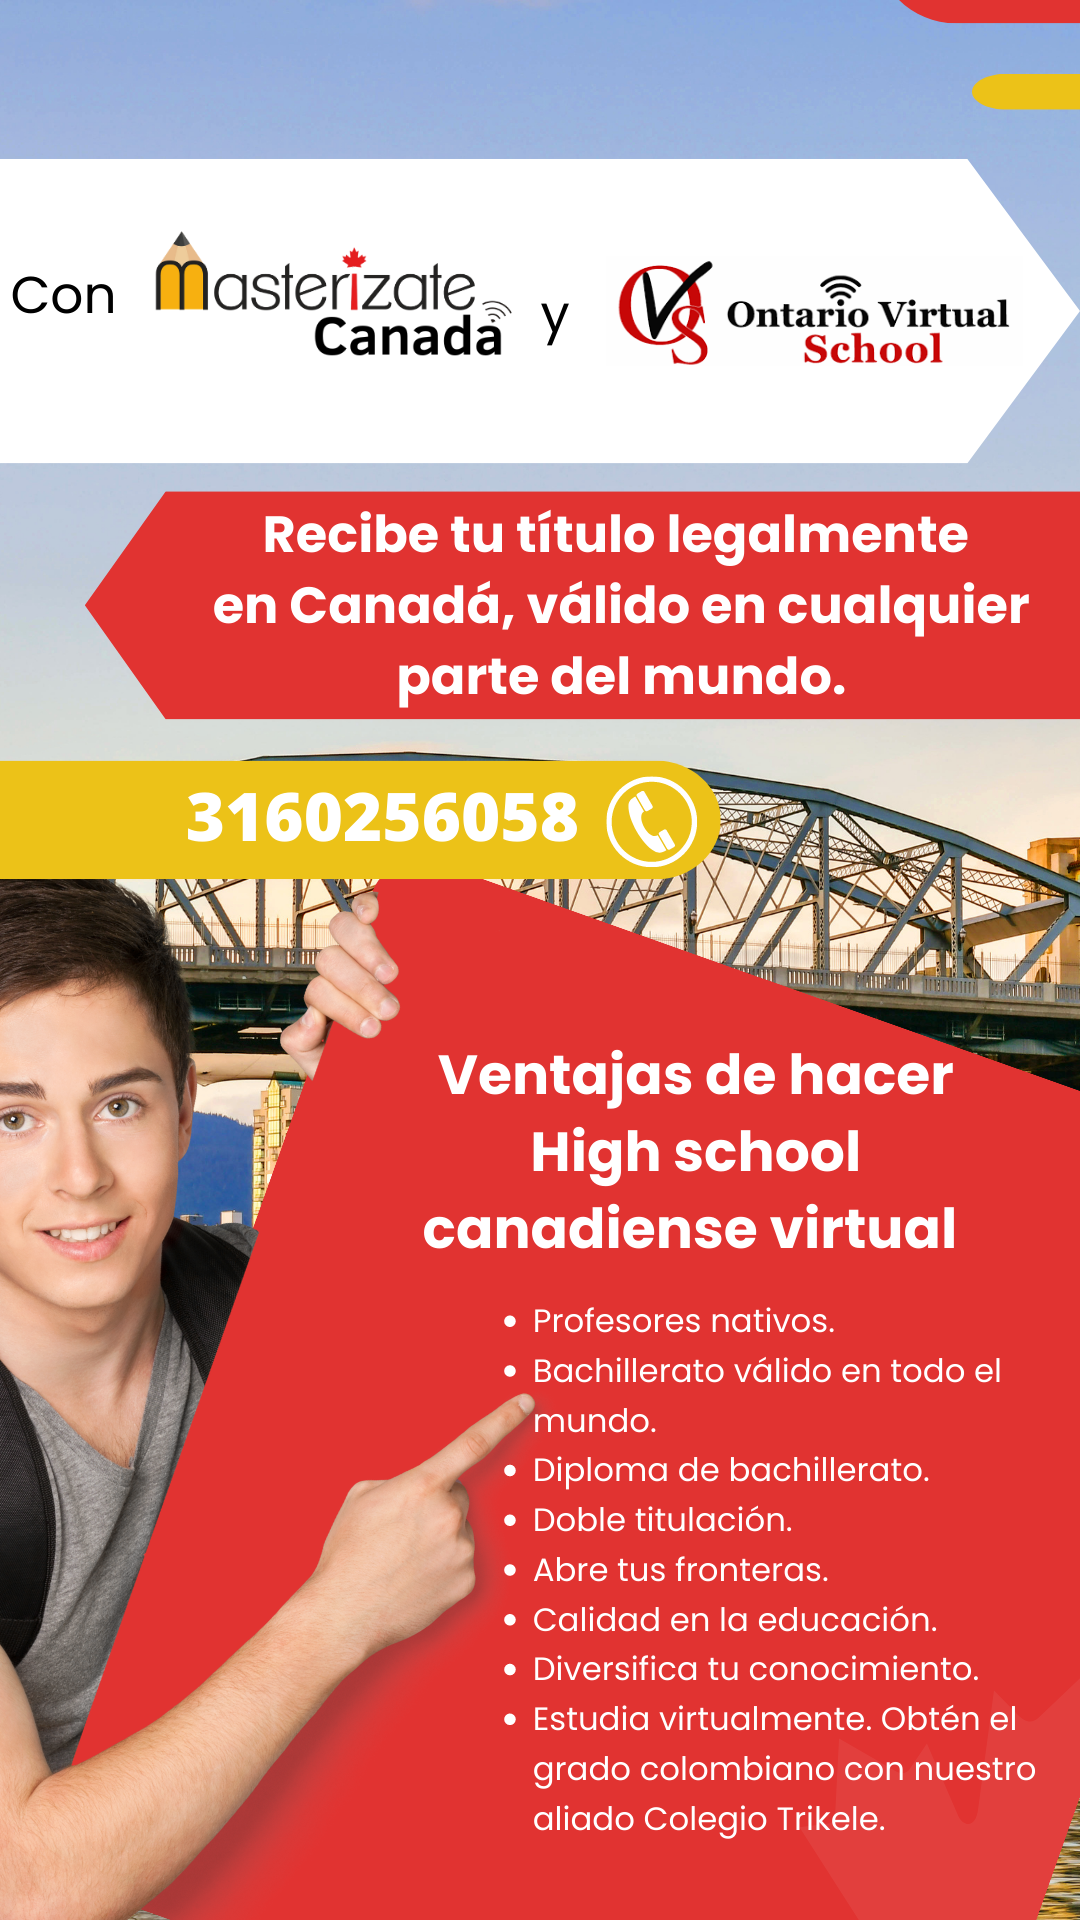 Con
Masterizate
Canada
y
OVS
Ontario Virtual
School
Recibe tu título legalmente
en Canadá, válido en cualquier
parte del mundo.
3160256058
Ventajas de hacer
High school
canadiense virtual
• Profesores nativos.
• Bachillerato válido en todo el
mundo.
• Diploma de bachillerato.
• Doble titulación.
• Abre tus fronteras.
• Calidad en la educación.
• Diversifica tu conocimiento.
• Estudia virtualmente. Obtén el
grado colombiano con nuestro
aliado Colegio Trikele.